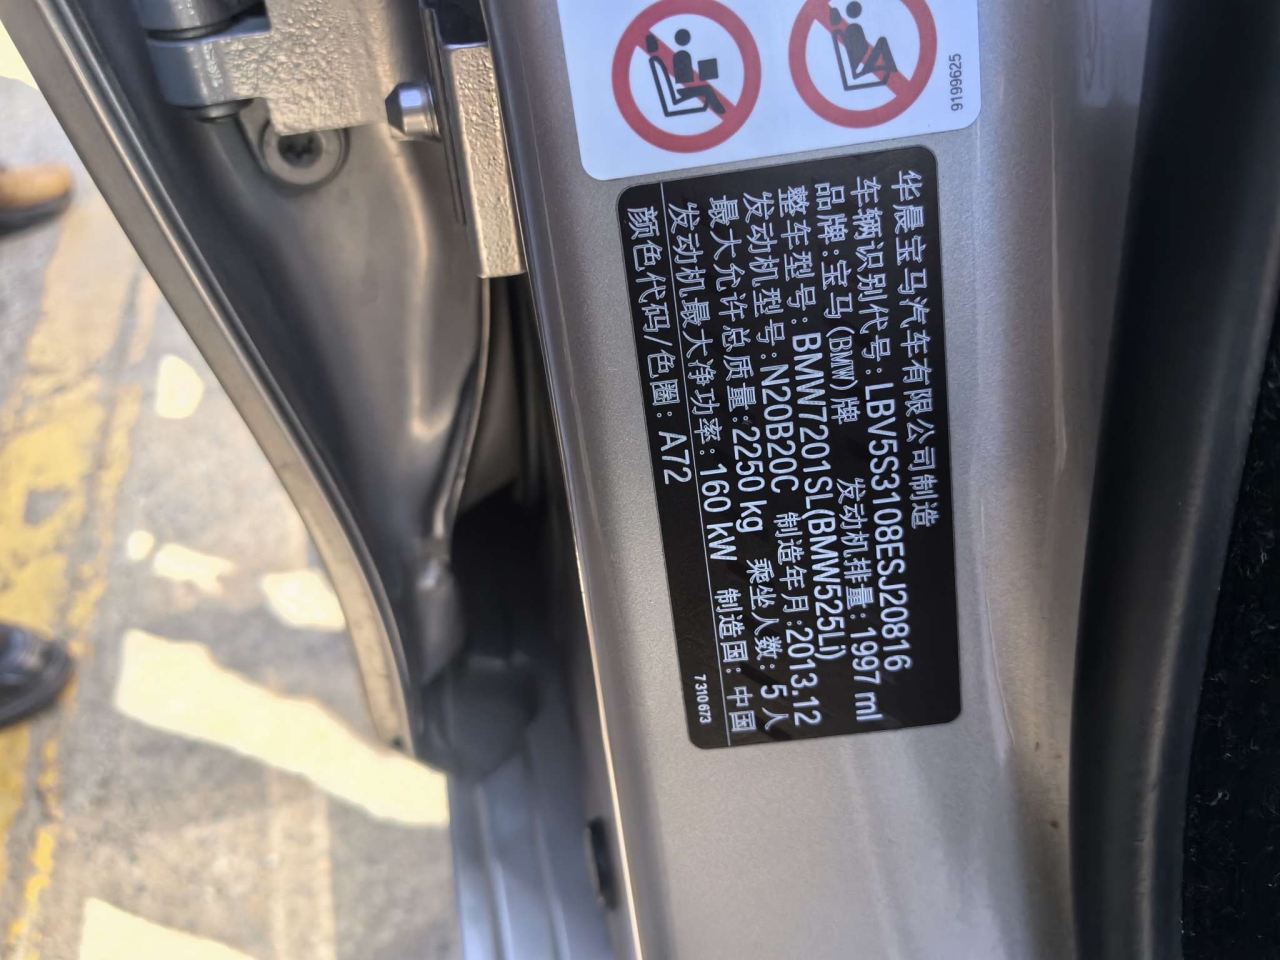 9196625
华晨宝马汽车有限公司制造
车辆识别代号:LBV5S3108ESJ20816
品牌:宝马(BMW)牌 发动机排量:1997 ml
整车型号:BMW7201SL(BMW525Li)
发动机型号:N20B20C 制造年月:2013.12
最大允许总质量:2250 kg 乘坐人数: 5 人
发动机最大净功率:160 kW 制造国: 中国
颜色代码/色圈: A72 7 310 673